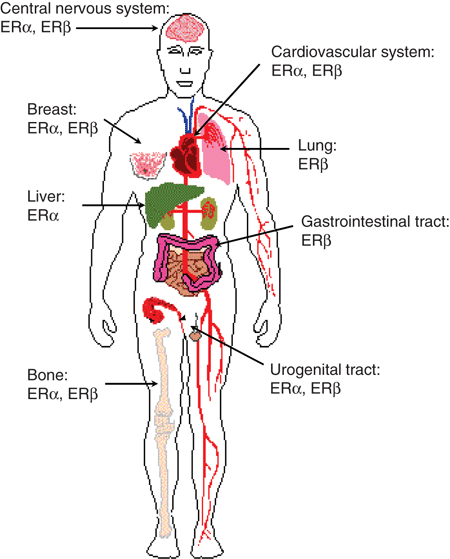 Central nervous system:
ERα, ERβ
Cardiovascular system:
ERα, ERβ
Breast:
ERα, ERβ
Lung:
ERβ
Liver:
ERα
Gastrointestinal tract:
ERβ
Bone:
ERα, ERβ
Urogenital tract:
ERα, ERβ